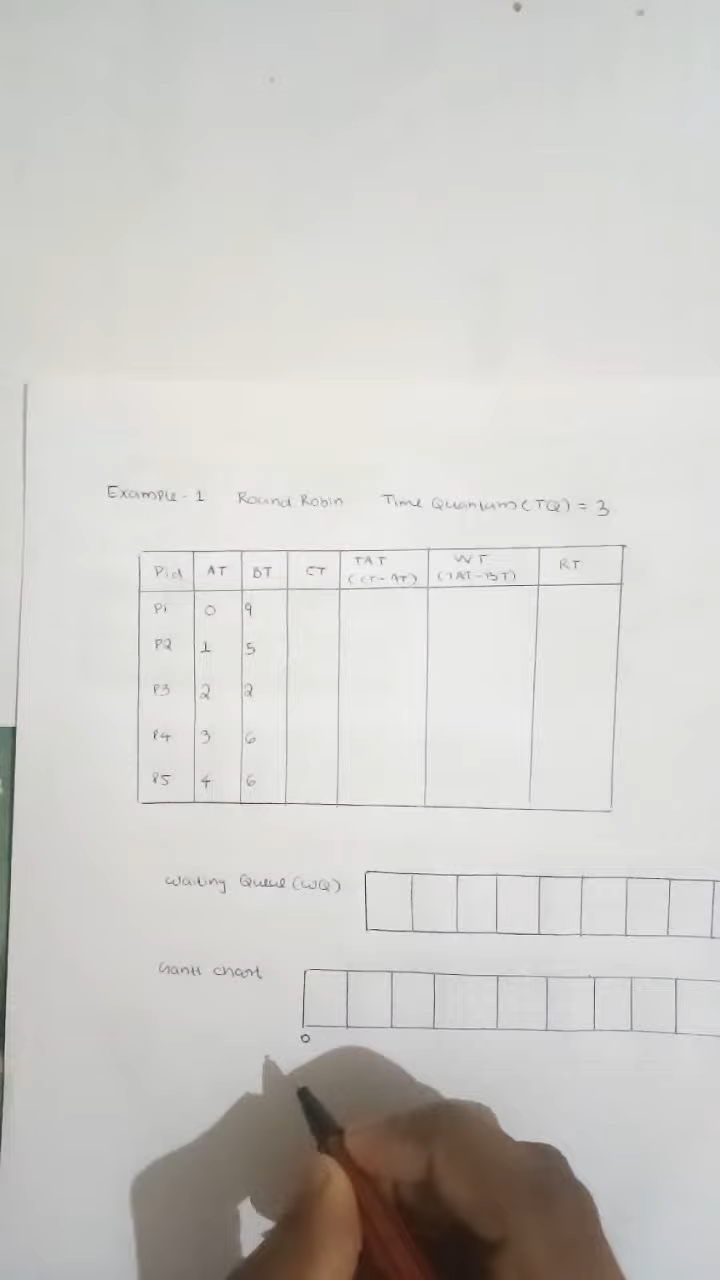 Example - 1 Round Robin Time Quantum (TQ) = 3
Pid AT BT CT TAT (CT-AT) WT (TAT-BT) RT
P1 0 9
P2 1 5
P3 2 2
P4 3 6
P5 4 6
Waiting Queue (WQ)
Gantt chart
0